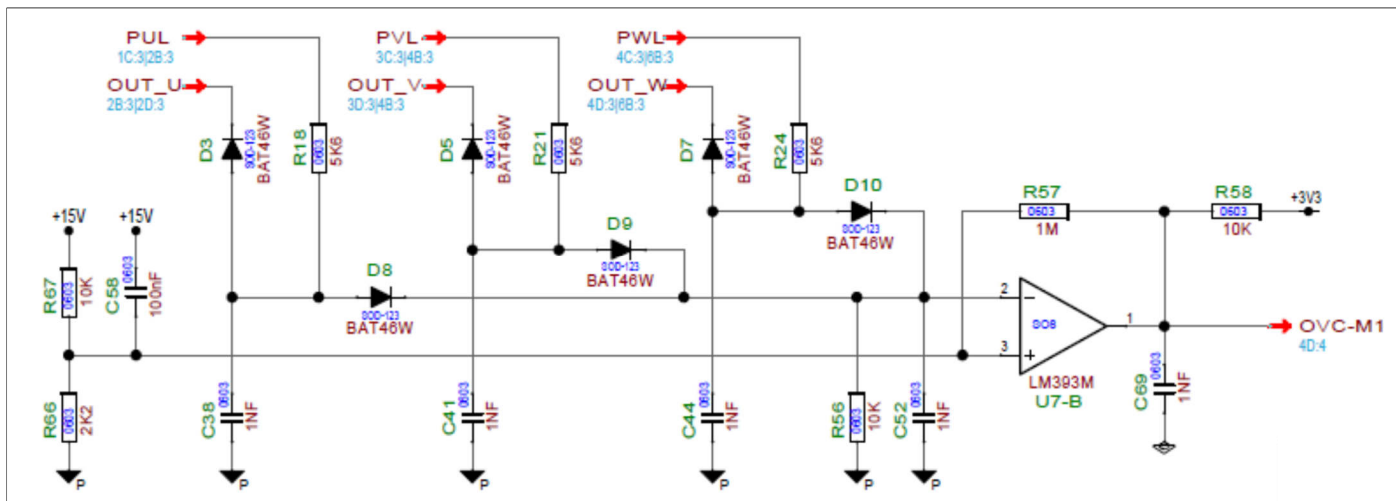 PUL
1C:3|2B:3
OUT_U
2B:3|2D:3
PVL
3C:3|4B:3
OUT_V
3D:3|4B:3
PWL
4C:3|6B:3
OUT_W
4D:3|6B:3
D3
SOD-123
BAT46W
R18
0603
5K6
D5
SOD-123
BAT46W
R21
0603
5K6
D7
SOD-123
BAT46W
R24
0603
5K6
D10
SOD-123
BAT46W
R57
0603
1M
R58
0603
10K
+3V3
+15V
+15V
D9
SOD-123
BAT46W
R67
0603
10K
C58
0603
100nF
D8
SOD-123
BAT46W
2
3
1
SO8
LM393M
U7-B
OVC-M1
4D:4
R66
0603
2K2
C38
0603
1NF
C41
0603
1NF
C44
0603
1NF
R56
0603
10K
C52
0603
1NF
C69
0603
1NF
P
P
P
P
P
P